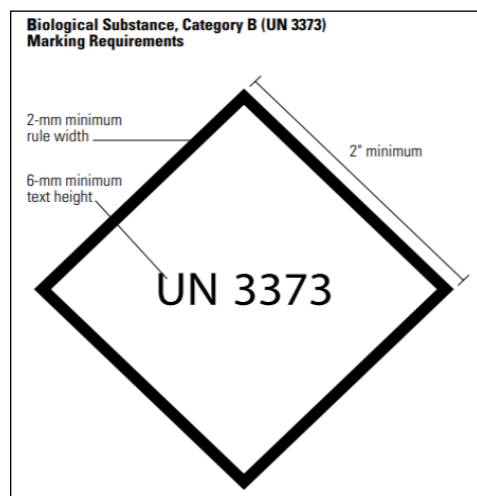 Biological Substance, Category B (UN 3373)
Marking Requirements
2-mm minimum
rule width
2" minimum
6-mm minimum
text height
UN 3373